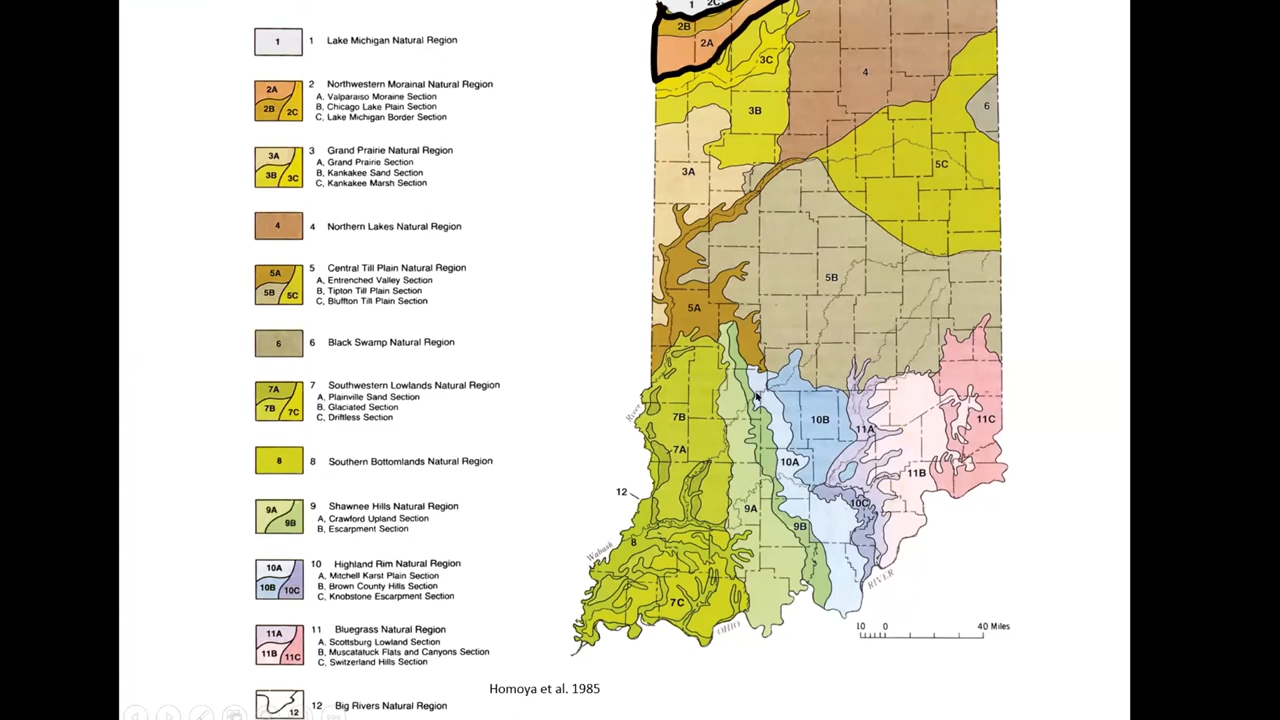 1 1 Lake Michigan Natural Region
2A 2B 2C 2 Northwestern Morainal Natural Region
A, Valparaiso Moraine Section
B, Chicago Lake Plain Section
C, Lake Michigan Border Section
3A 3B 3C 3 Grand Prairie Natural Region
A, Grand Prairie Section
B, Kankakee Sand Section
C, Kankakee Marsh Section
4 4 Northern Lakes Natural Region
5A 5B 5C 5 Central Till Plain Natural Region
A, Entrenched Valley Section
B, Tipton Till Plain Section
C, Bluffton Till Plain Section
6 6 Black Swamp Natural Region
7A 7B 7C 7 Southwestern Lowlands Natural Region
A, Plainville Sand Section
B, Glaciated Section
C, Driftless Section
8 8 Southern Bottomlands Natural Region
9A 9B 9 Shawnee Hills Natural Region
A, Crawford Upland Section
B, Escarpment Section
10A 10B 10C 10 Highland Rim Natural Region
A, Mitchell Karst Plain Section
B, Brown County Hills Section
C, Knobstone Escarpment Section
11A 11B 11C 11 Bluegrass Natural Region
A, Scottsburg Lowland Section
B, Muscatatuck Flats and Canyons Section
C, Switzerland Hills Section
12 12 Big Rivers Natural Region
1 2C
2B
2A
3C
4
3B
6
5C
3A
5B
5A
River
7B
10B
11A
11C
7A
10A
11B
12
10C
9A
9B
8
Wabash
RIVER
7C
OHIO
10 0 40 Miles
Homoya et al. 1985